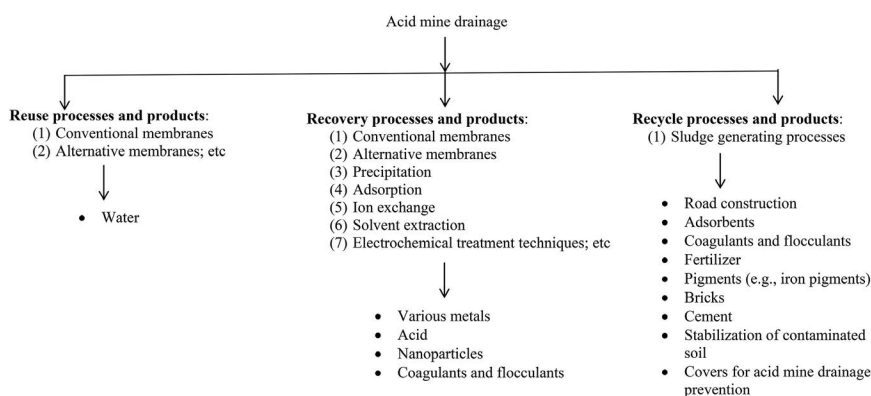 Acid mine drainage
Reuse processes and products:
(1) Conventional membranes
(2) Alternative membranes; etc
• Water
Recovery processes and products:
(1) Conventional membranes
(2) Alternative membranes
(3) Precipitation
(4) Adsorption
(5) Ion exchange
(6) Solvent extraction
(7) Electrochemical treatment techniques; etc
• Various metals
• Acid
• Nanoparticles
• Coagulants and flocculants
Recycle processes and products:
(1) Sludge generating processes
• Road construction
• Adsorbents
• Coagulants and flocculants
• Fertilizer
• Pigments (e.g., iron pigments)
• Bricks
• Cement
• Stabilization of contaminated
soil
• Covers for acid mine drainage
prevention